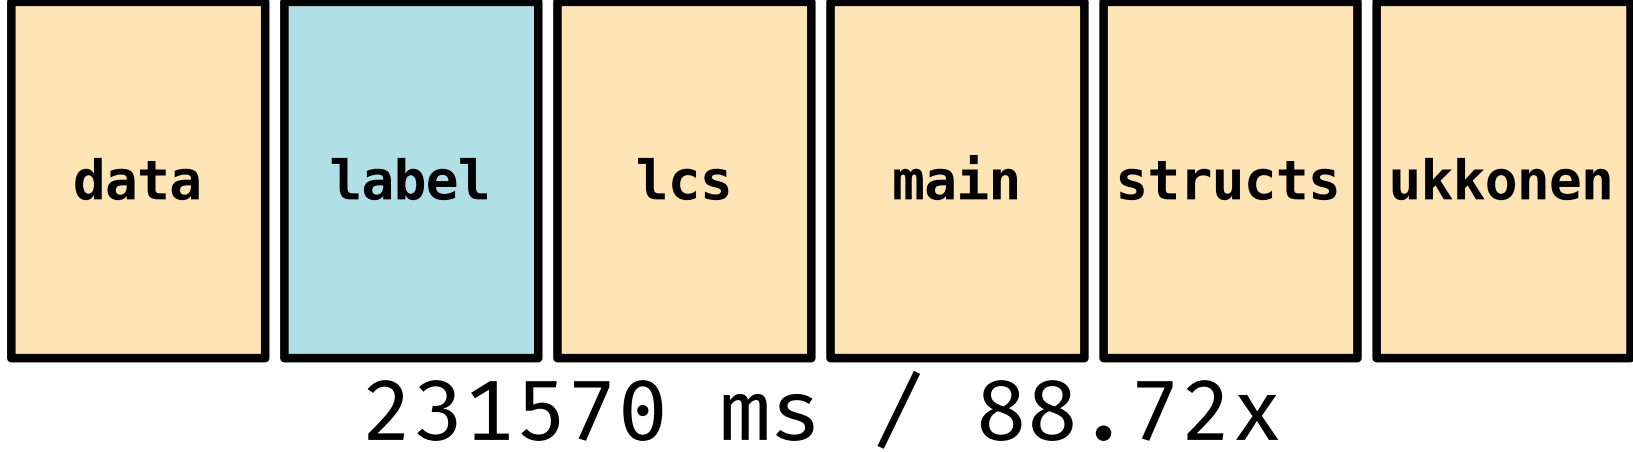 data label lcs main structs ukkonen
231570 ms / 88.72x